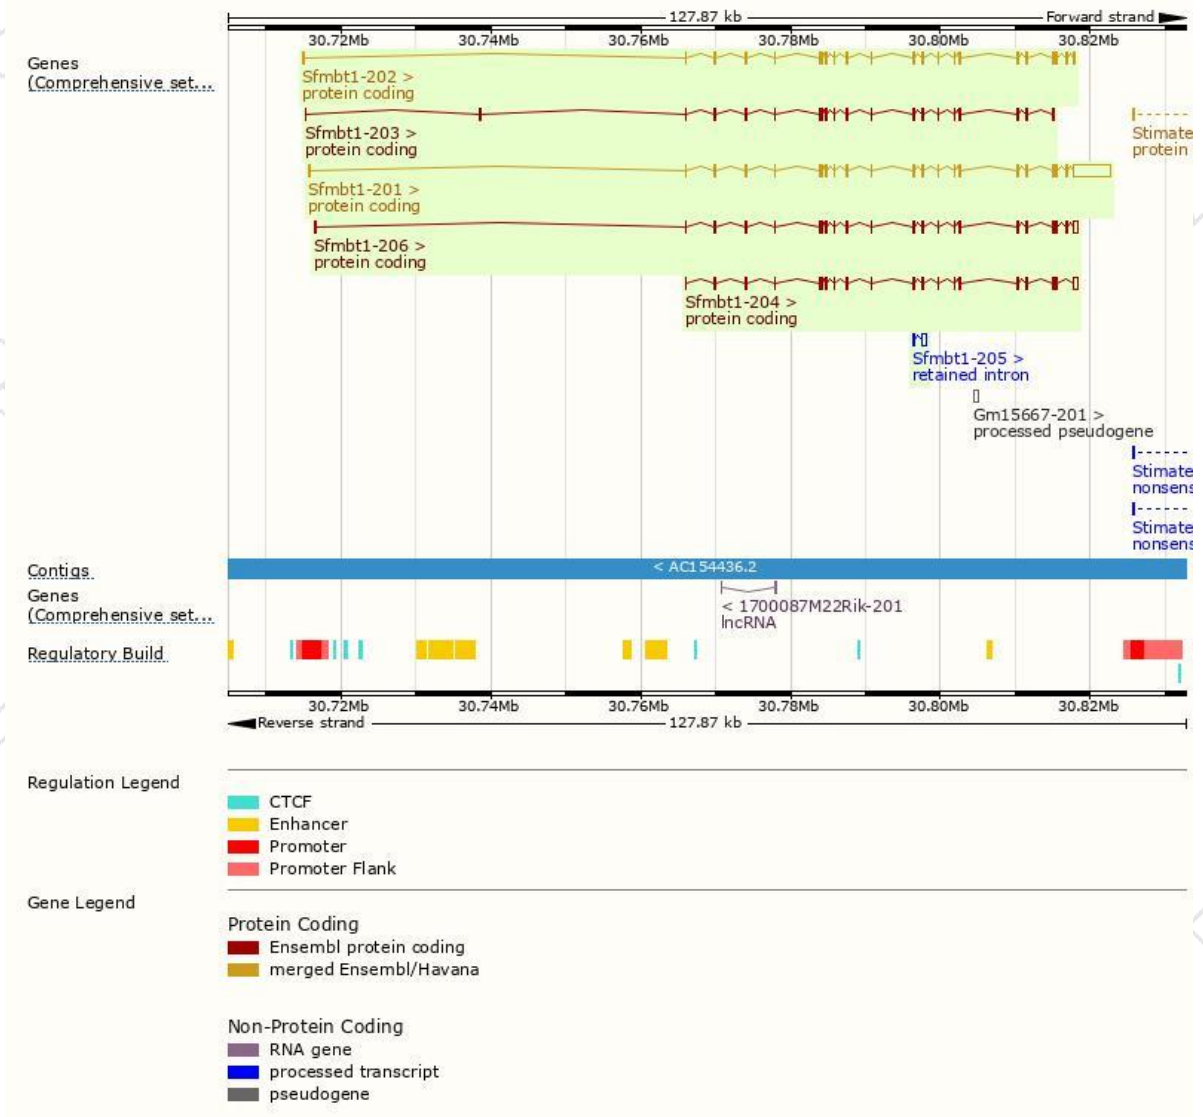 127.87 kb Forward strand
30.72Mb 30.74Mb 30.76Mb 30.78Mb 30.80Mb 30.82Mb
Genes
(Comprehensive set...
Sfmbt1-202 >
protein coding
Sfmbt1-203 >
protein coding
Stimate
protein
Sfmbt1-201 >
protein coding
Sfmbt1-206 >
protein coding
Sfmbt1-204 >
protein coding
Sfmbt1-205 >
retained intron
Gm15667-201 >
processed pseudogene
Stimate
nonsens
Stimate
nonsens
Contigs
< AC154436.2
Genes
(Comprehensive set...
< 1700087M22Rik-201
lncRNA
Regulatory Build
30.72Mb 30.74Mb 30.76Mb 30.78Mb 30.80Mb 30.82Mb
Reverse strand 127.87 kb
Regulation Legend
CTCF
Enhancer
Promoter
Promoter Flank
Gene Legend
Protein Coding
Ensembl protein coding
merged Ensembl/Havana
Non-Protein Coding
RNA gene
processed transcript
pseudogene